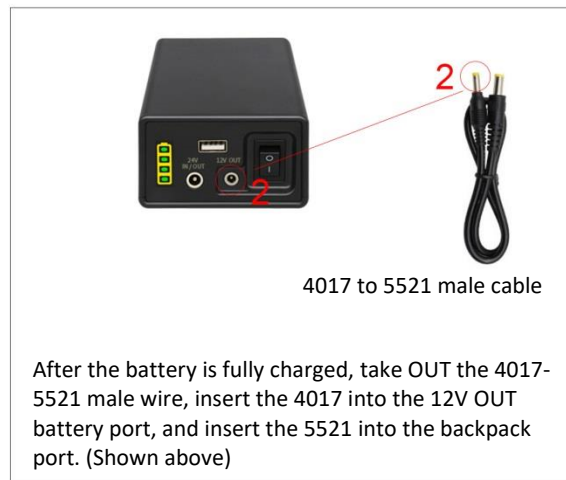 2
24V
IN / OUT
12V OUT
O
I
2
4017 to 5521 male cable
After the battery is fully charged, take OUT the 4017-
5521 male wire, insert the 4017 into the 12V OUT
battery port, and insert the 5521 into the backpack
port. (Shown above)